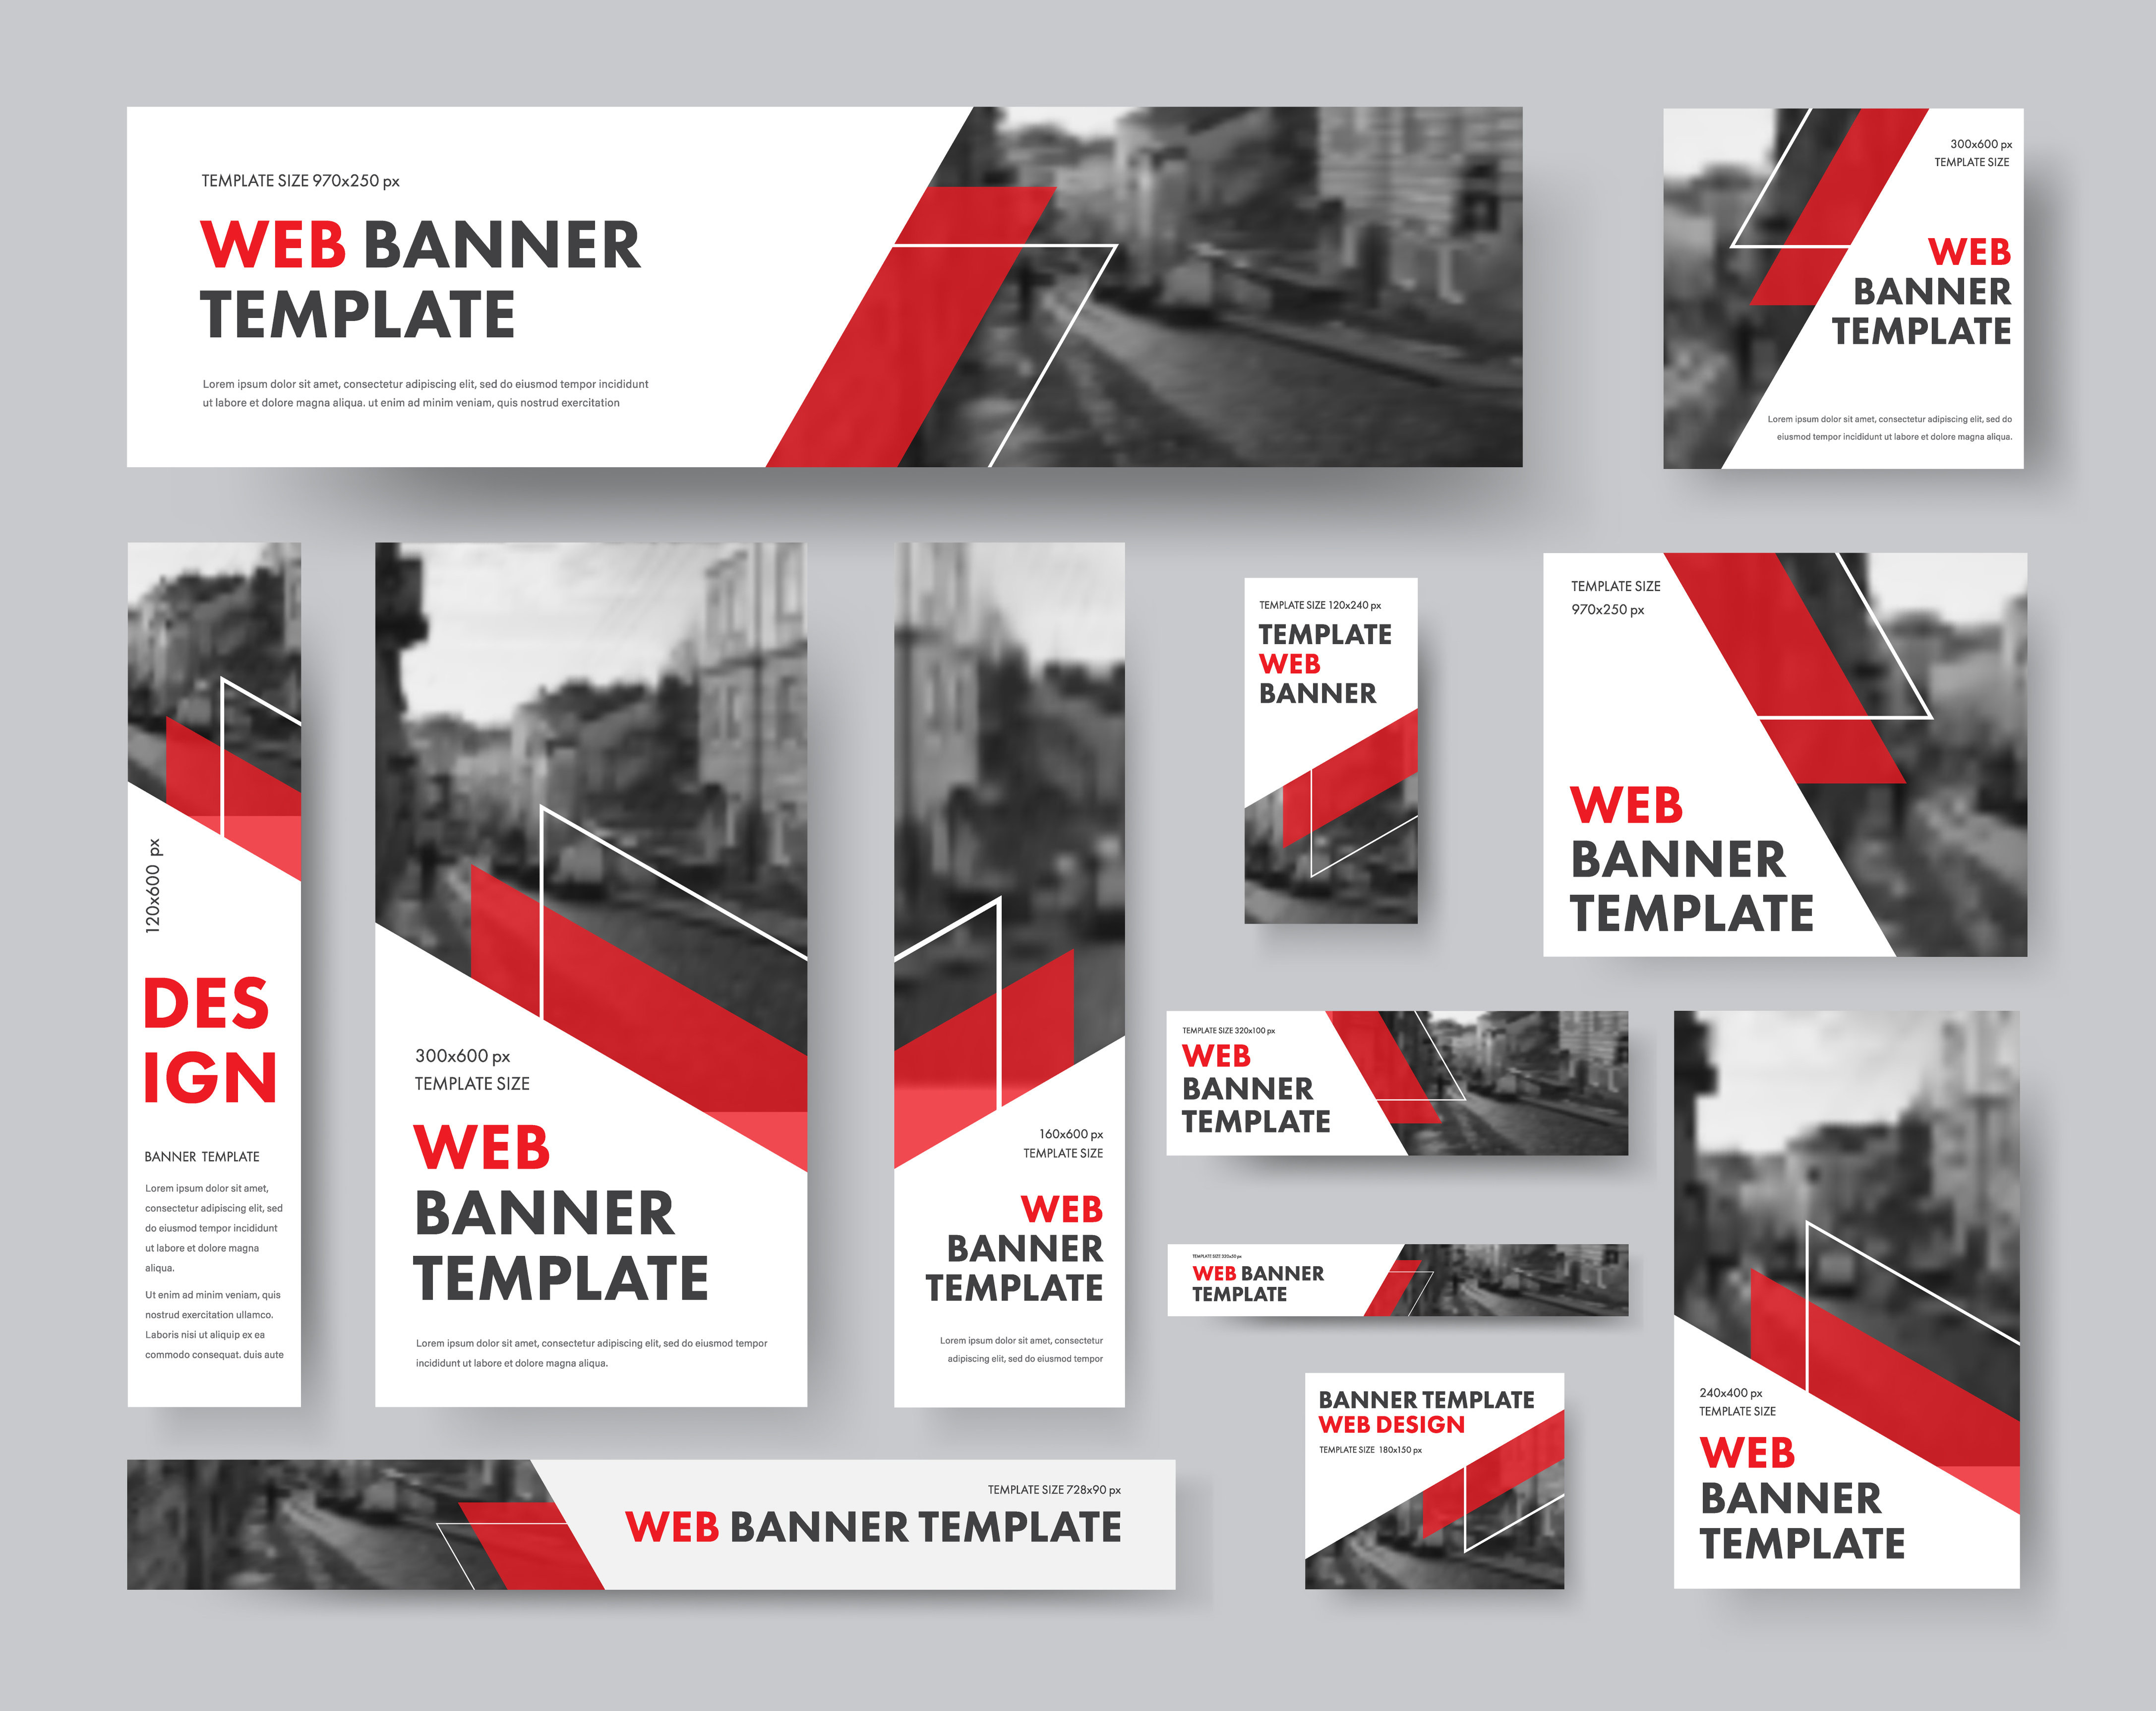 TEMPLATE SIZE 970x250 px
WEB BANNER
TEMPLATE
Lorem ipsum dolor sit amet, consectetur adipiscing elit, sed do eiusmod tempor incididunt
ut labore et dolore magna aliqua. ut enim ad minim veniam, quis nostrud exercitation
300x600 px
TEMPLATE SIZE
WEB
BANNER
TEMPLATE
Lorem ipsum dolor sit amet, consectetur adipiscing elit, sed do
eiusmod tempor incididunt ut labore et dolore magna aliqua.
120x600 px
DES
IGN
BANNER TEMPLATE
Lorem ipsum dolor sit amet,
consectetur adipiscing elit, sed
do eiusmod tempor incididunt
ut labore et dolore magna
aliqua.
Ut enim ad minim veniam, quis
nostrud exercitation ullamco.
Laboris nisi ut aliquip ex ea
commodo consequat. duis aute
300x600 px
TEMPLATE SIZE
WEB
BANNER
TEMPLATE
Lorem ipsum dolor sit amet, consectetur adipiscing elit, sed do eiusmod tempor
incididunt ut labore et dolore magna aliqua.
160x600 px
TEMPLATE SIZE
WEB
BANNER
TEMPLATE
Lorem ipsum dolor sit amet, consectetur
adipiscing elit, sed do eiusmod tempor
TEMPLATE SIZE 120x240 px
TEMPLATE
WEB
BANNER
TEMPLATE SIZE
970x250 px
WEB
BANNER
TEMPLATE
TEMPLATE SIZE 320x100 px
WEB
BANNER
TEMPLATE
TEMPLATE SIZE 320x50 px
WEB BANNER
TEMPLATE
BANNER TEMPLATE
WEB DESIGN
TEMPLATE SIZE 180x150 px
240x400 px
TEMPLATE SIZE
WEB
BANNER
TEMPLATE
TEMPLATE SIZE 728x90 px
WEB BANNER TEMPLATE